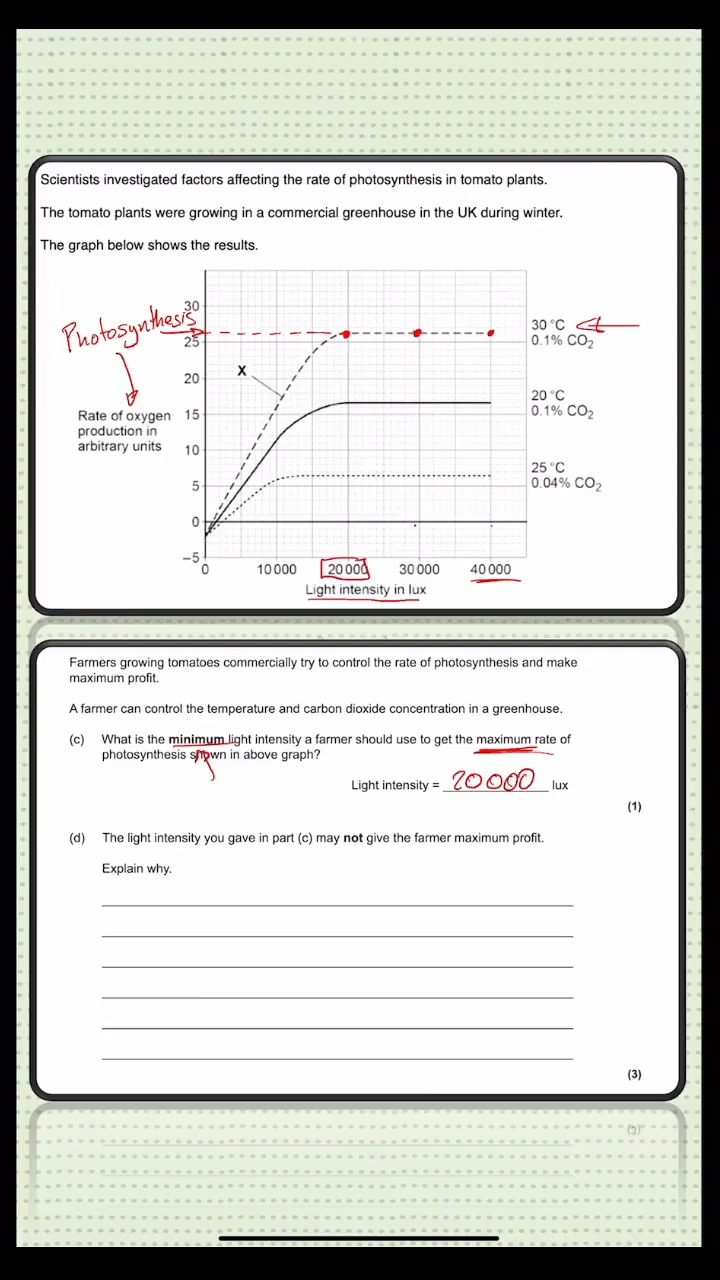 Scientists investigated factors affecting the rate of photosynthesis in tomato plants.
The tomato plants were growing in a commercial greenhouse in the UK during winter.
The graph below shows the results.
Photosynthesis
Rate of oxygen
production in
arbitrary units
30
25
20
15
10
5
0
−5
X
30 °C
0.1% CO₂
20 °C
0.1% CO₂
25 °C
0.04% CO₂
0 10 000 20 000 30 000 40 000
Light intensity in lux
Farmers growing tomatoes commercially try to control the rate of photosynthesis and make
maximum profit.
A farmer can control the temperature and carbon dioxide concentration in a greenhouse.
(c) What is the minimum light intensity a farmer should use to get the maximum rate of
photosynthesis shown in above graph?
Light intensity = 20000 lux
(1)
(d) The light intensity you gave in part (c) may not give the farmer maximum profit.
Explain why.
(3)
(3)